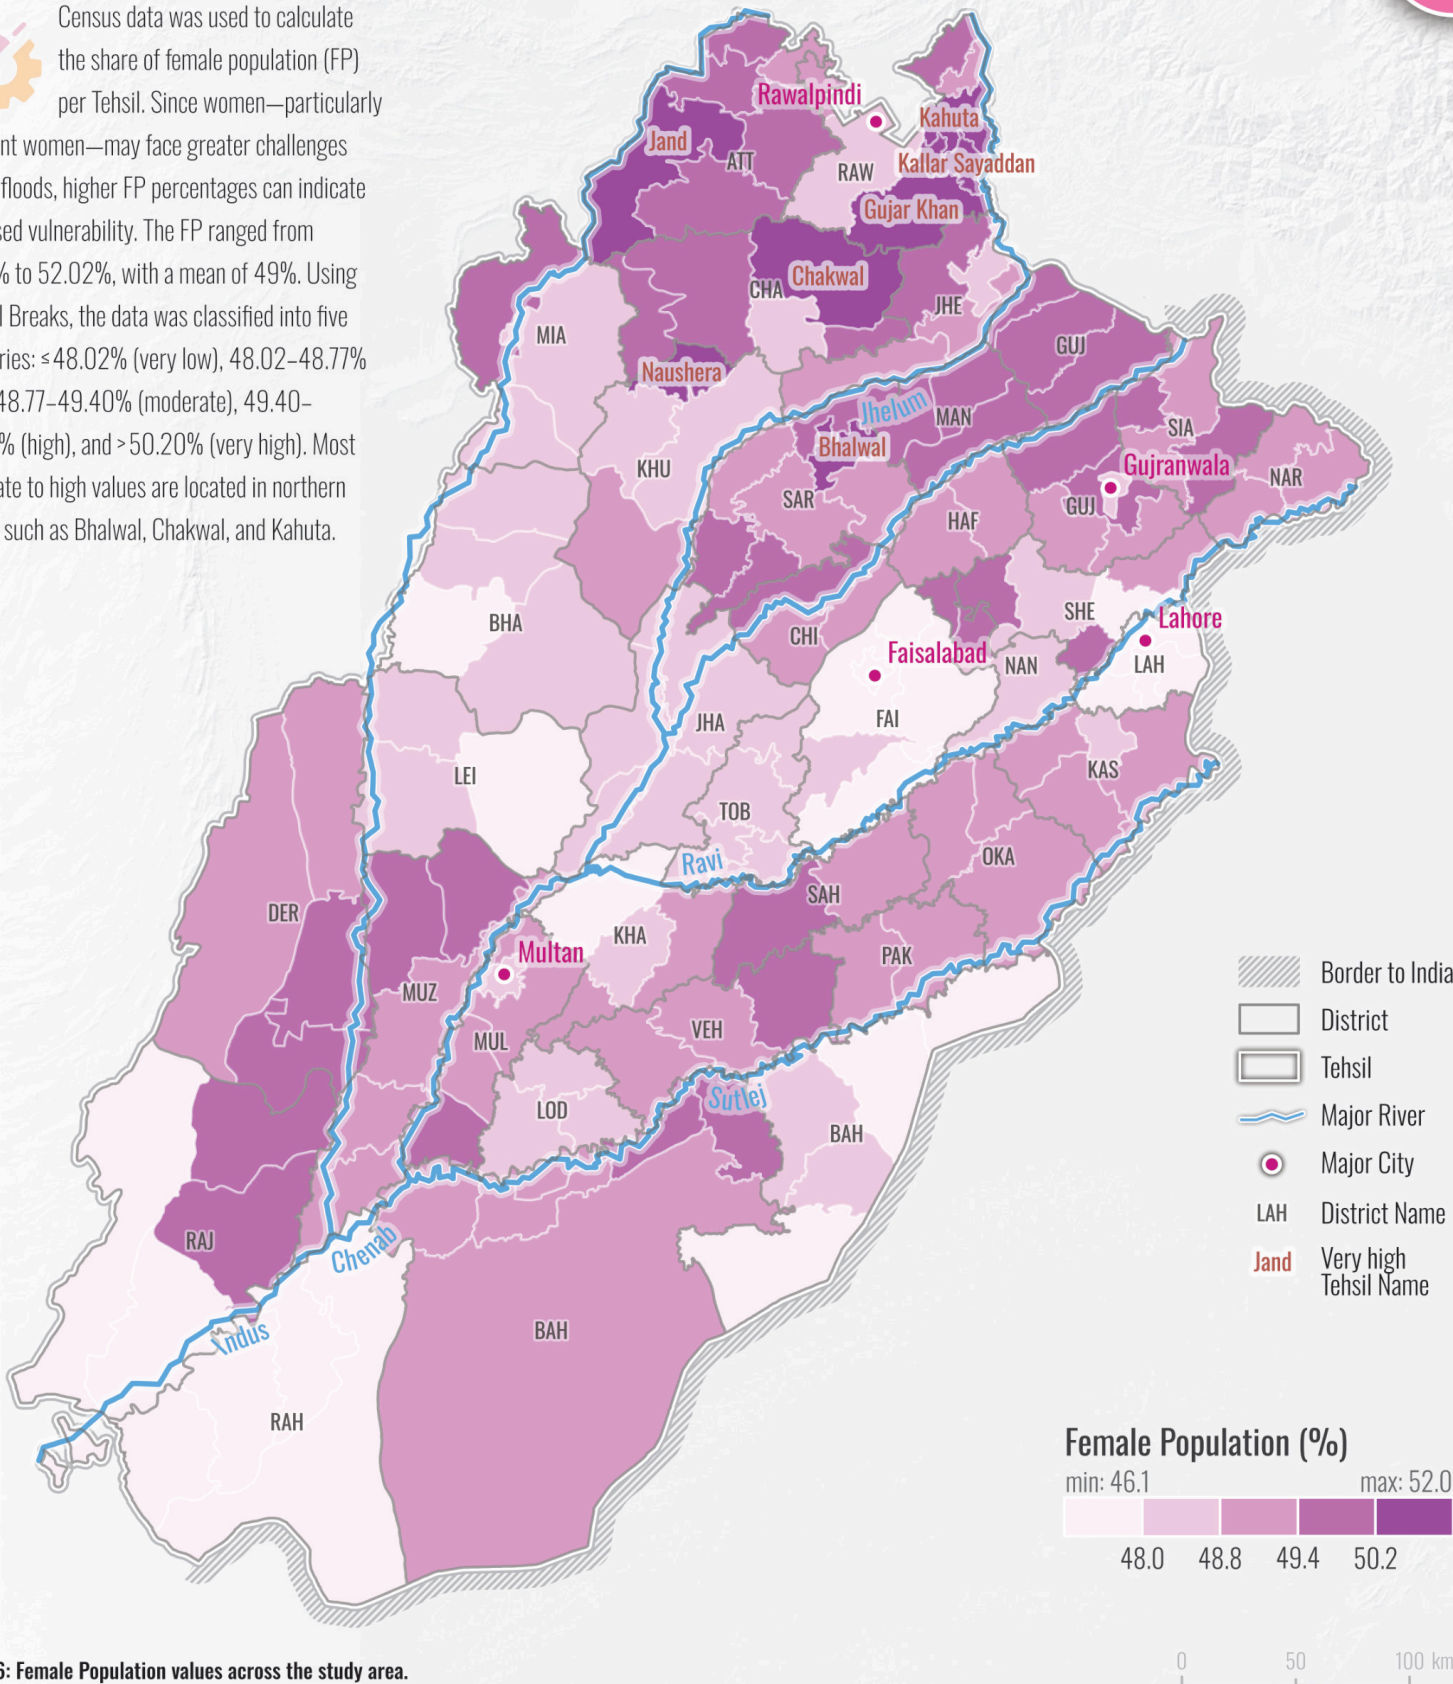 Census data was used to calculate
the share of female population (FP)
per Tehsil. Since women—particularly
nt women—may face greater challenges
floods, higher FP percentages can indicate
sed vulnerability. The FP ranged from
% to 52.02%, with a mean of 49%. Using
l Breaks, the data was classified into five
ries: ≤48.02% (very low), 48.02–48.77%
48.77–49.40% (moderate), 49.40–
% (high), and >50.20% (very high). Most
ate to high values are located in northern
such as Bhalwal, Chakwal, and Kahuta.
Rawalpindi
Kahuta
Jand
ATT
RAW
Kallar Sayaddan
Gujar Khan
Chakwal
CHA
JHE
MIA
GUJ
Naushera
Jhelum
MAN
SIA
Bhalwal
KHU
Gujranwala
NAR
SAR
GUJ
HAF
BHA
SHE
Lahore
CHI
Faisalabad
NAN
LAH
JHA
FAI
LEI
KAS
TOB
OKA
Ravi
SAH
DER
KHA
Multan
PAK
MUZ
VEH
MUL
Sutlej
LOD
BAH
RAJ
Chenab
Indus
BAH
RAH
Border to India
District
Tehsil
Major River
Major City
LAH District Name
Jand Very high
Tehsil Name
Female Population (%)
min: 46.1 max: 52.0
48.0 48.8 49.4 50.2
6: Female Population values across the study area.
0 50 100 km